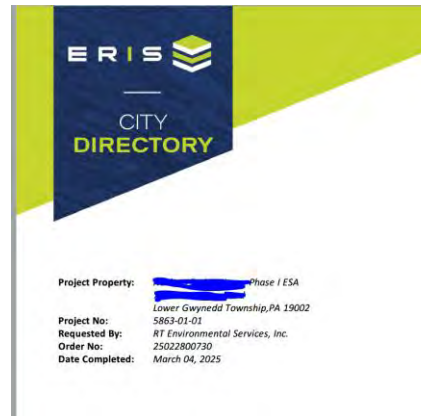 ERIS
CITY
DIRECTORY
Project Property: Phase I ESA
Lower Gwynedd Township,PA 19002
Project No: 5863-01-01
Requested By: RT Environmental Services, Inc.
Order No: 25022800730
Date Completed: March 04, 2025